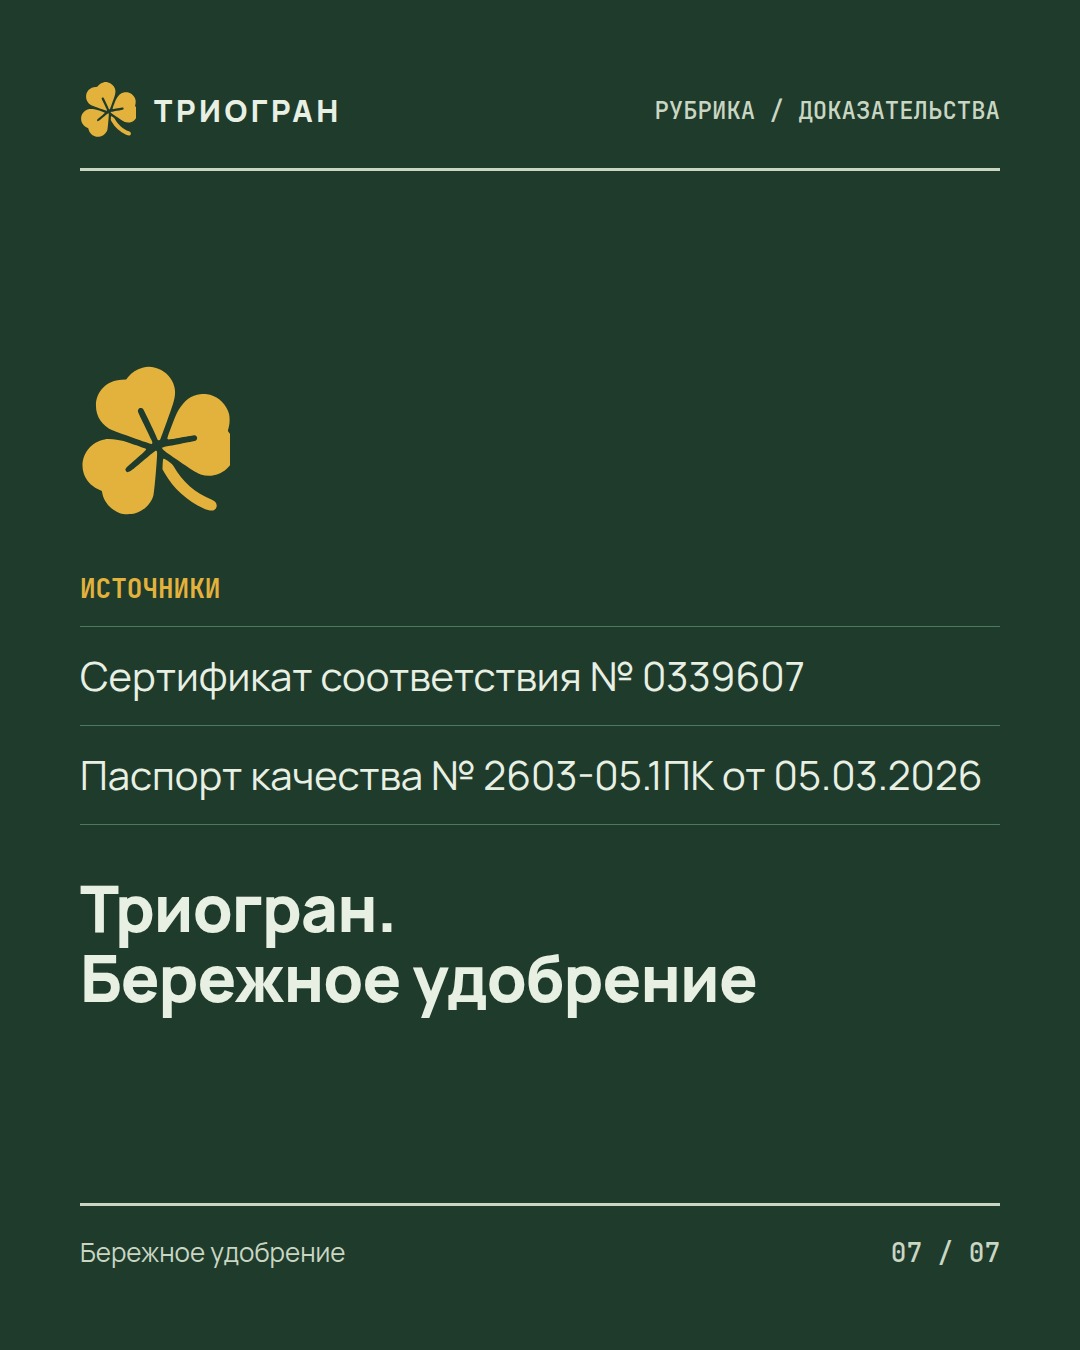 ТРИОГРАН
РУБРИКА / ДОКАЗАТЕЛЬСТВА
ИСТОЧНИКИ
Сертификат соответствия № 0339607
Паспорт качества № 2603-05.1ПК от 05.03.2026
Триогран.
Бережное удобрение
Бережное удобрение
07 / 07